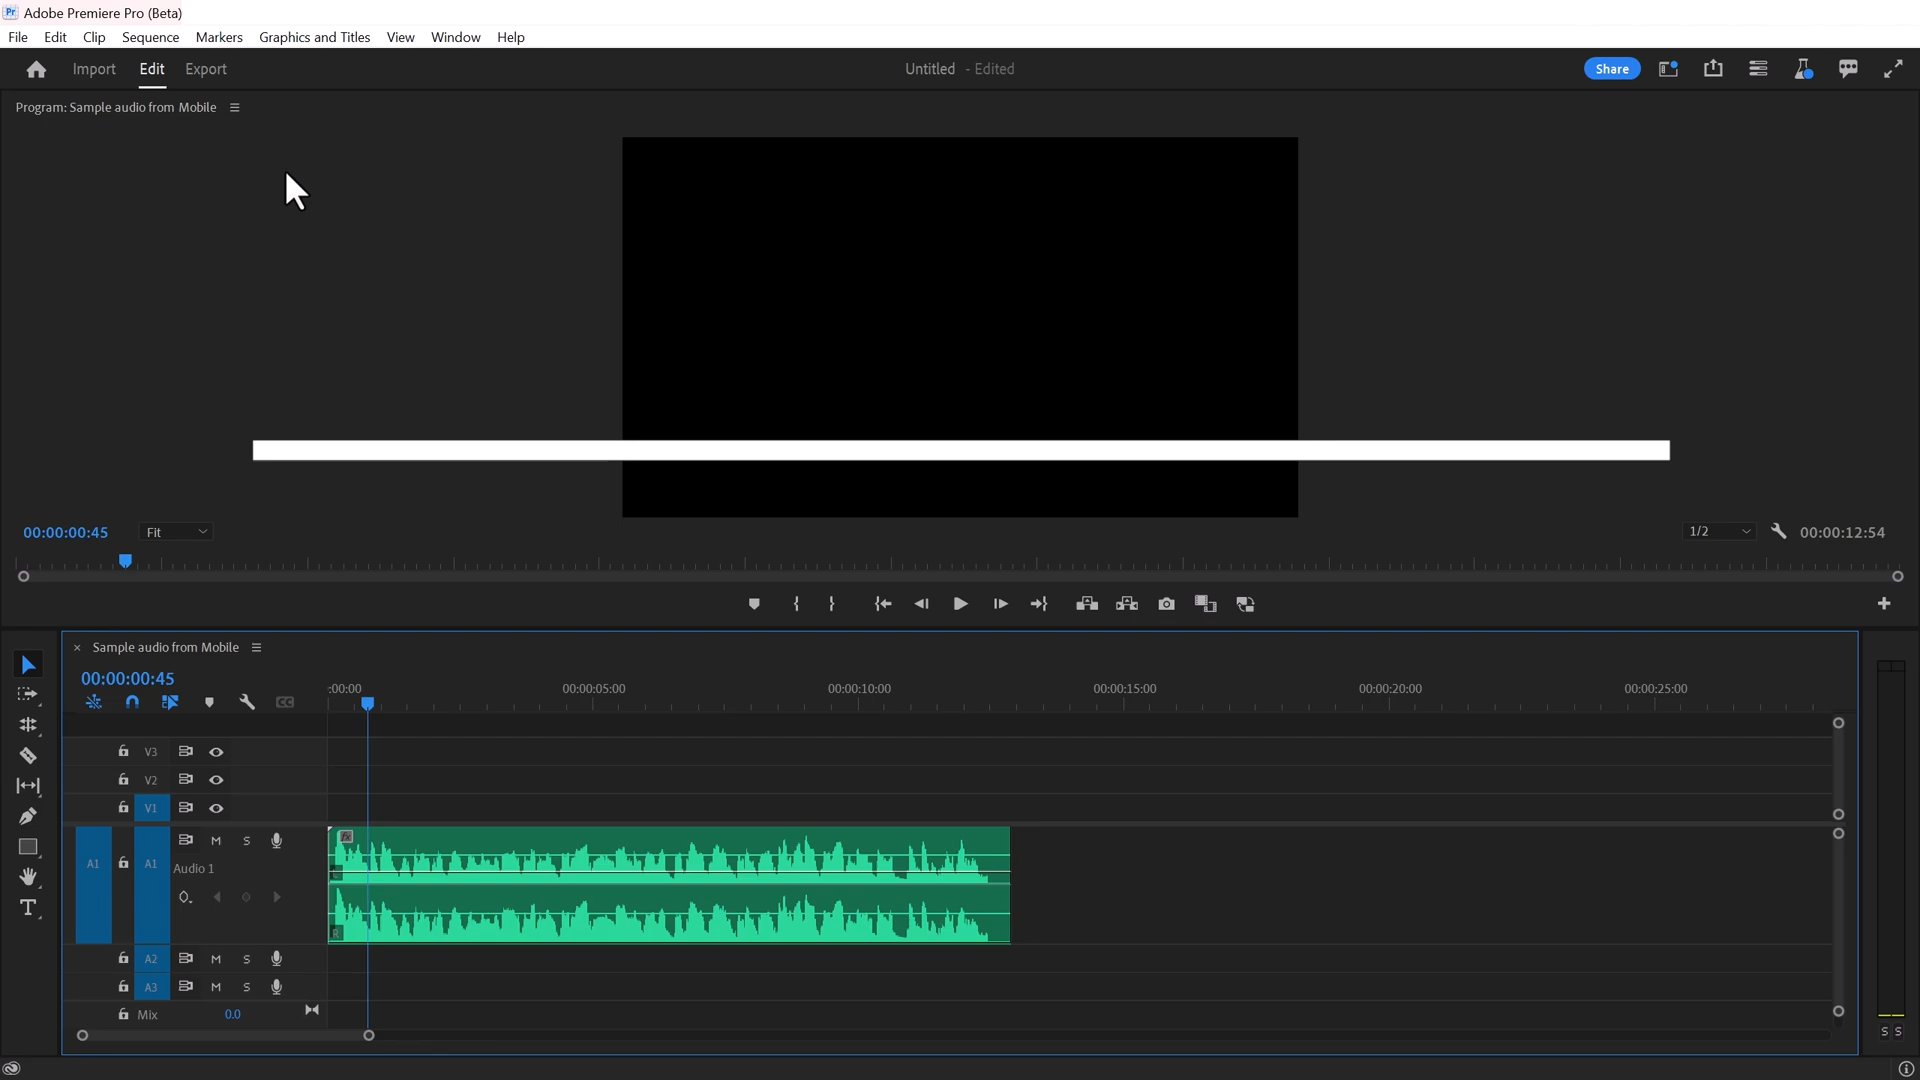 Adobe Premiere Pro (Beta)
File Edit Clip Sequence Markers Graphics and Titles View Window Help
Import Edit Export Untitled - Edited Share
Program: Sample audio from Mobile
00:00:00:45 Fit 1/2 00:00:12:54
× Sample audio from Mobile
00:00:00:45
:00:00 00:00:05:00 00:00:10:00 00:00:15:00 00:00:20:00 00:00:25:00
CC
V3
V2
V1
fx
M S
A1 A1 Audio 1
L
R
A2 M S
A3 M S
Mix 0.0
S S
T
Pr